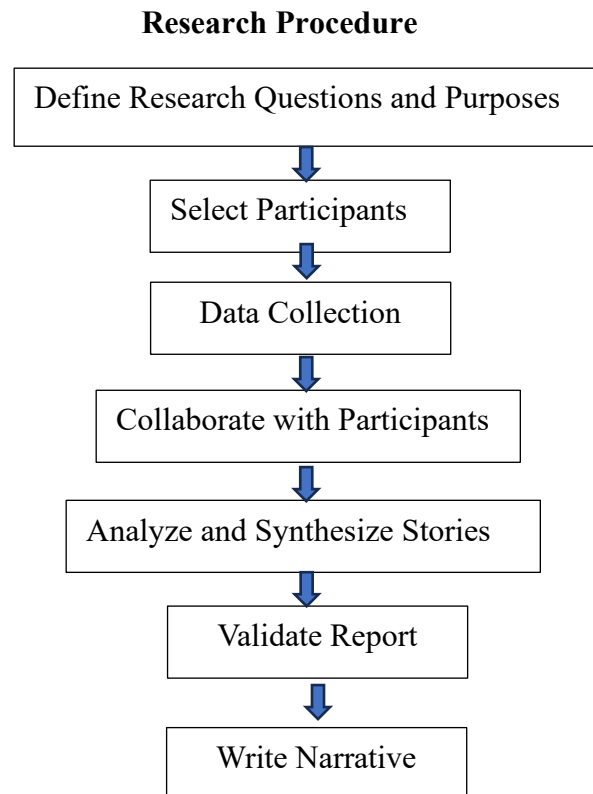 Research Procedure
Define Research Questions and Purposes
Select Participants
Data Collection
Collaborate with Participants
Analyze and Synthesize Stories
Validate Report
Write Narrative